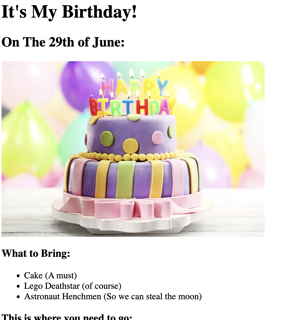 It's My Birthday!
On The 29th of June:
HAPPY
BIRTHDAY
What to Bring:
Cake (A must)
Lego Deathstar (of course)
Astronaut Henchmen (So we can steal the moon)
This is where you need to go: